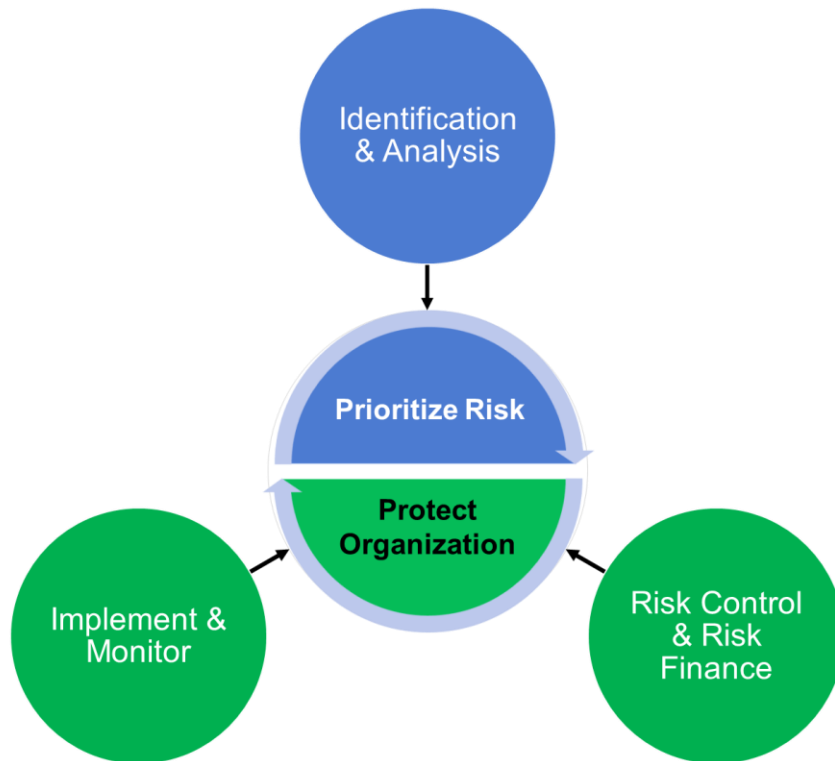 Identification
& Analysis
Prioritize Risk
Protect
Organization
Implement &
Monitor
Risk Control
& Risk
Finance